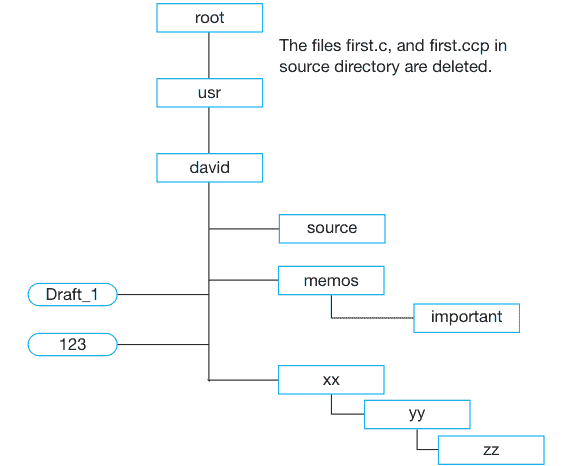 root
The files first.c, and first.ccp in
source directory are deleted.
usr
david
source
memos
Draft_1
important
123
xx
yy
zz